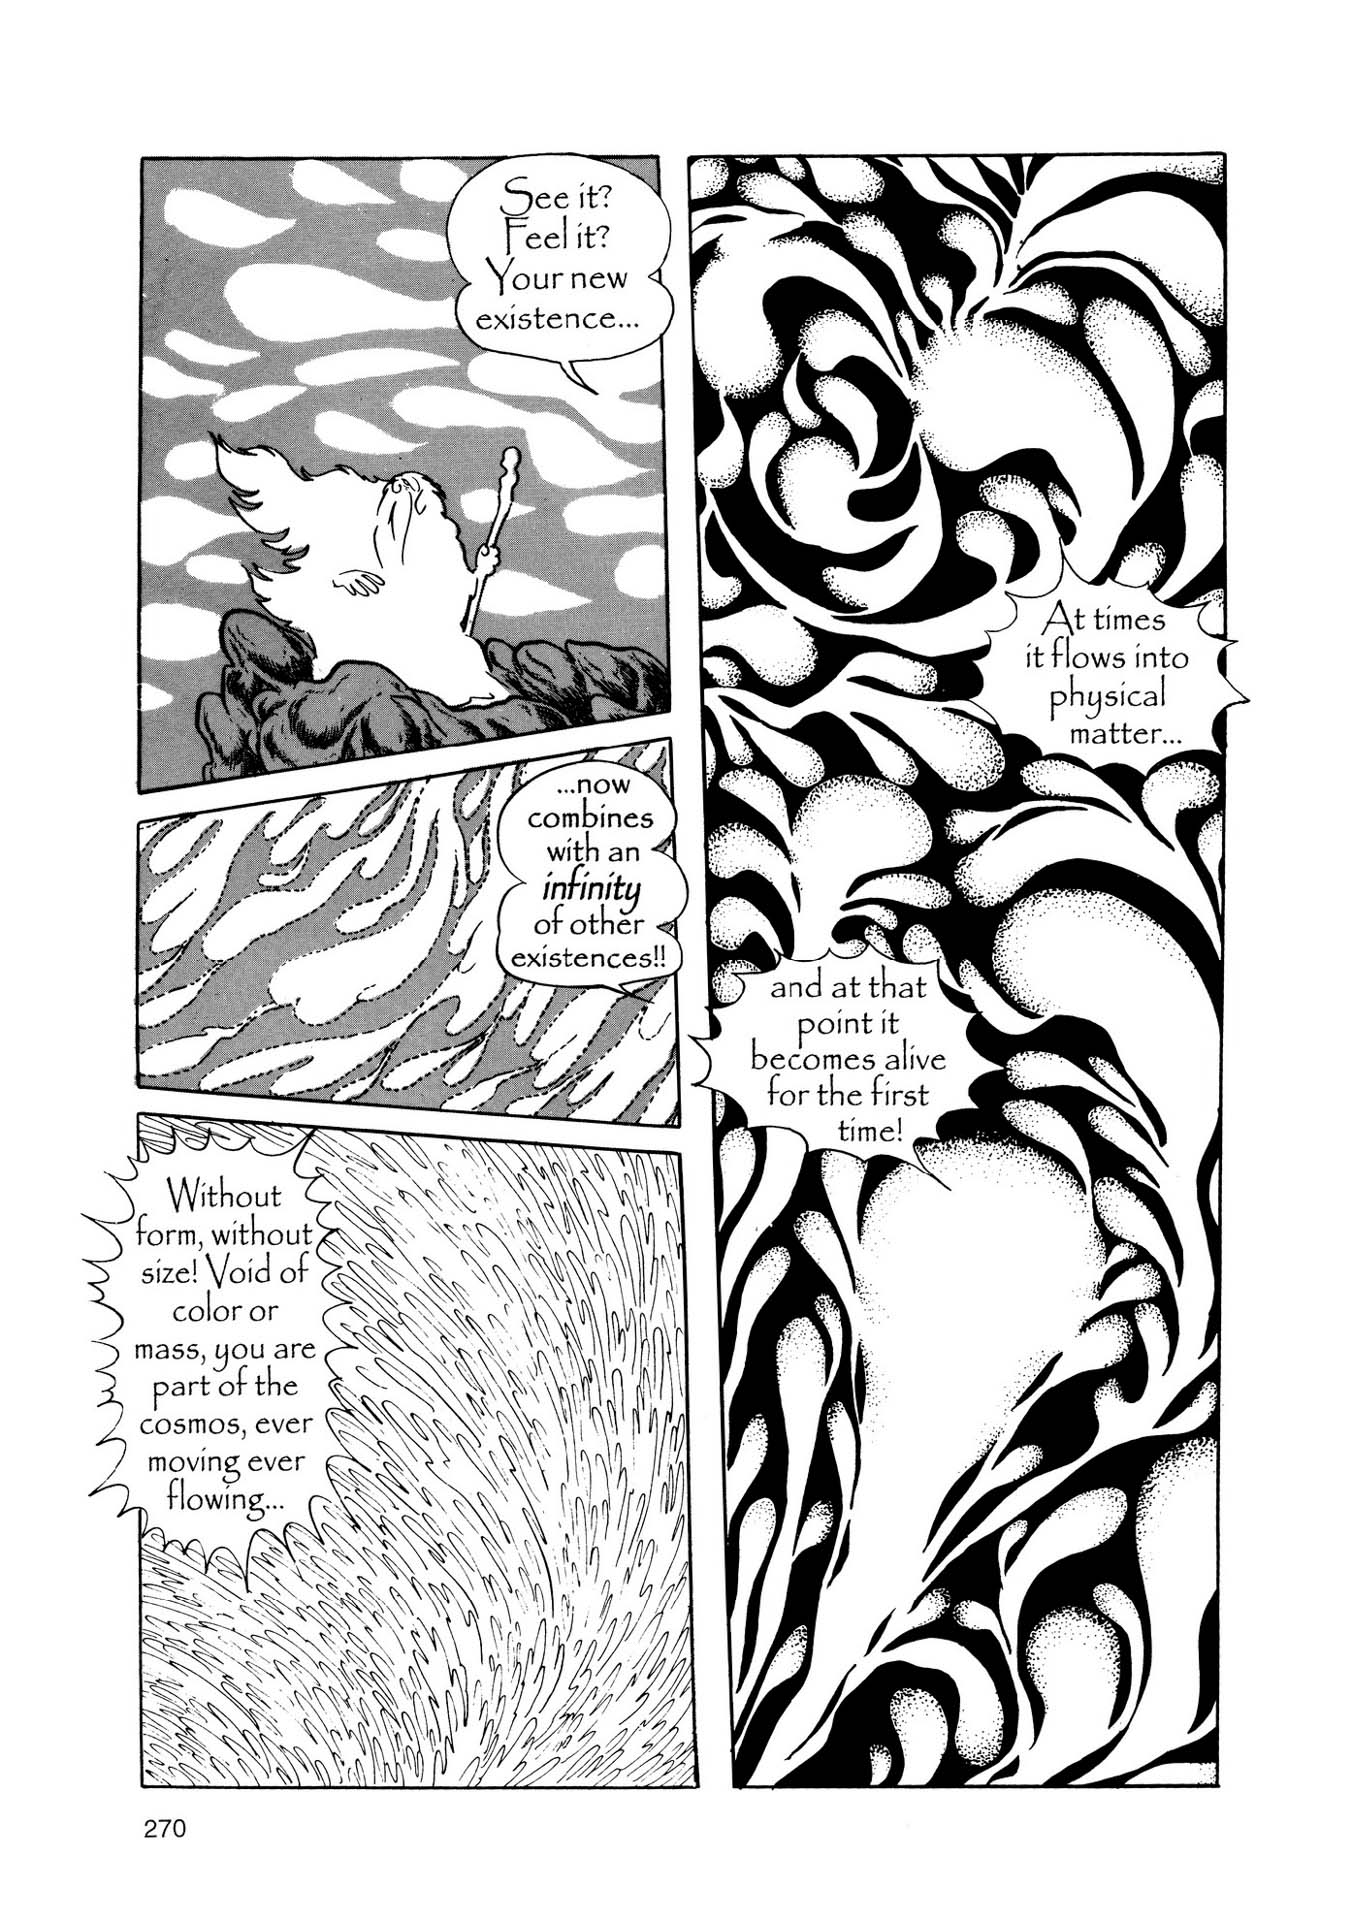 See it?
Feel it?
Your new
existence...
...now
combines
with an
infinity
of other
existences!!
Without
form, without
size! Void of
color or
mass, you are
part of the
cosmos, ever
moving ever
flowing...
At times
it flows into
physical
matter...
and at that
point it
becomes alive
for the first
time!
270